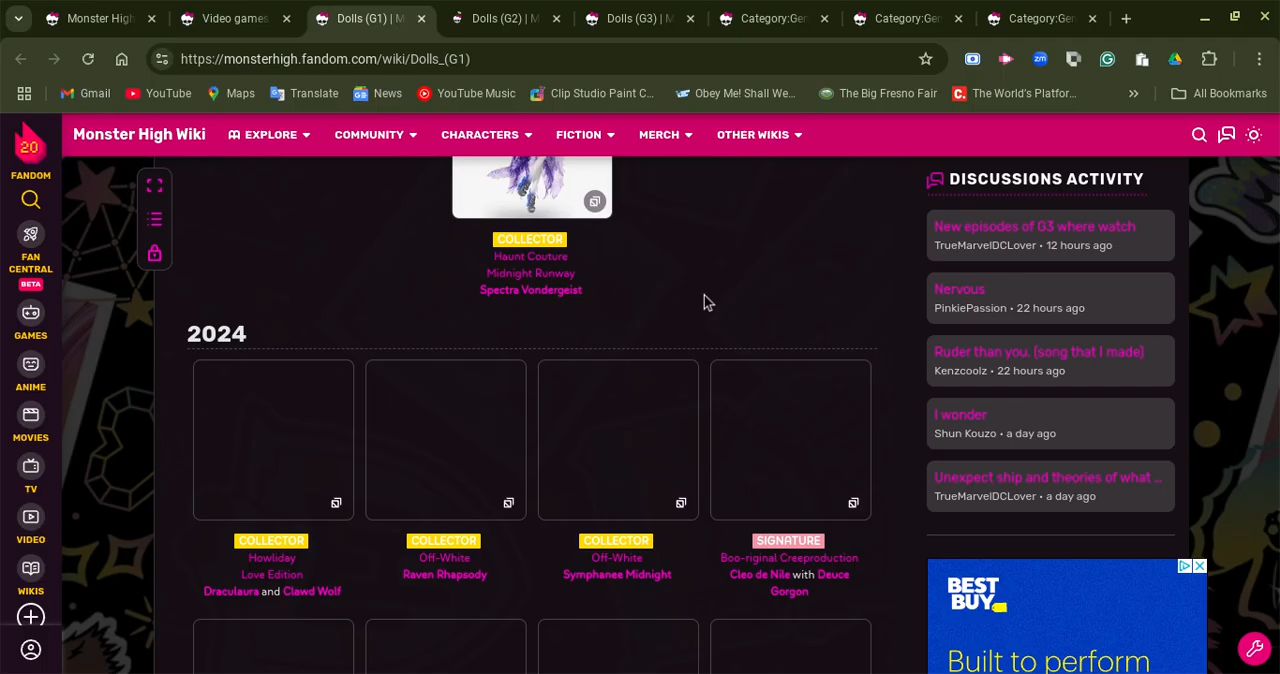 Monster High
Video games
Dolls (G1) | M
Dolls (G2) | M
Dolls (G3) | M
Category:Gen
Category:Gen
Category:Gen
https://monsterhigh.fandom.com/wiki/Dolls_(G1)
Gmail
YouTube
Maps
Translate
News
YouTube Music
Clip Studio Paint C...
Obey Me! Shall We...
The Big Fresno Fair
The World's Platfor...
All Bookmarks
Monster High Wiki
EXPLORE
COMMUNITY
CHARACTERS
FICTION
MERCH
OTHER WIKIS
20
FANDOM
FAN
CENTRAL
BETA
GAMES
ANIME
MOVIES
TV
VIDEO
WIKIS
COLLECTOR
Haunt Couture
Midnight Runway
Spectra Vondergeist
2024
COLLECTOR
Howliday
Love Edition
Draculaura and Clawd Wolf
COLLECTOR
Off-White
Raven Rhapsody
COLLECTOR
Off-White
Symphanee Midnight
SIGNATURE
Boo-riginal Creeproduction
Cleo de Nile with Deuce
Gorgon
DISCUSSIONS ACTIVITY
New episodes of G3 where watch
TrueMarvelDCLover • 12 hours ago
Nervous
PinkiePassion • 22 hours ago
Ruder than you. (song that I made)
Kenzcoolz • 22 hours ago
I wonder
Shun Kouzo • a day ago
Unexpect ship and theories of what ...
TrueMarvelDCLover • a day ago
BEST
BUY
Built to perform